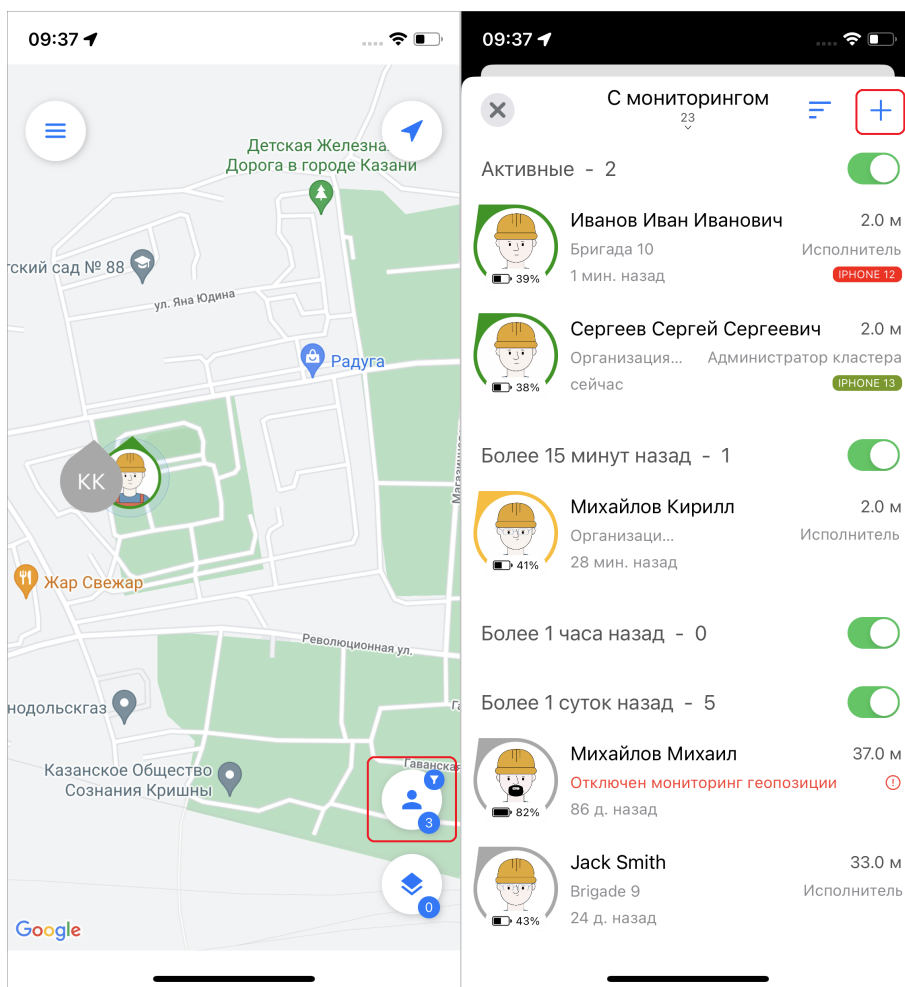 09:37
Детская Железна
Дорога в городе Казани
тский сад № 88
ул. Яна Юдина
Радуга
КК
Жар Свежар
Революционная ул.
нодольскгаз
Гаванская
Казанское Общество
Сознания Кришны
3
0
Google
09:37
С мониторингом
23
Активные - 2
Иванов Иван Иванович 2.0 м
Бригада 10 Исполнитель
39% 1 мин. назад IPHONE 12
Сергеев Сергей Сергеевич 2.0 м
Организация... Администратор кластера
38% сейчас IPHONE 13
Более 15 минут назад - 1
Михайлов Кирилл 2.0 м
Организаци... Исполнитель
41% 28 мин. назад
Более 1 часа назад - 0
Более 1 суток назад - 5
Михайлов Михаил 37.0 м
Отключен мониторинг геопозиции
82% 86 д. назад
Jack Smith 33.0 м
Brigade 9 Исполнитель
43% 24 д. назад